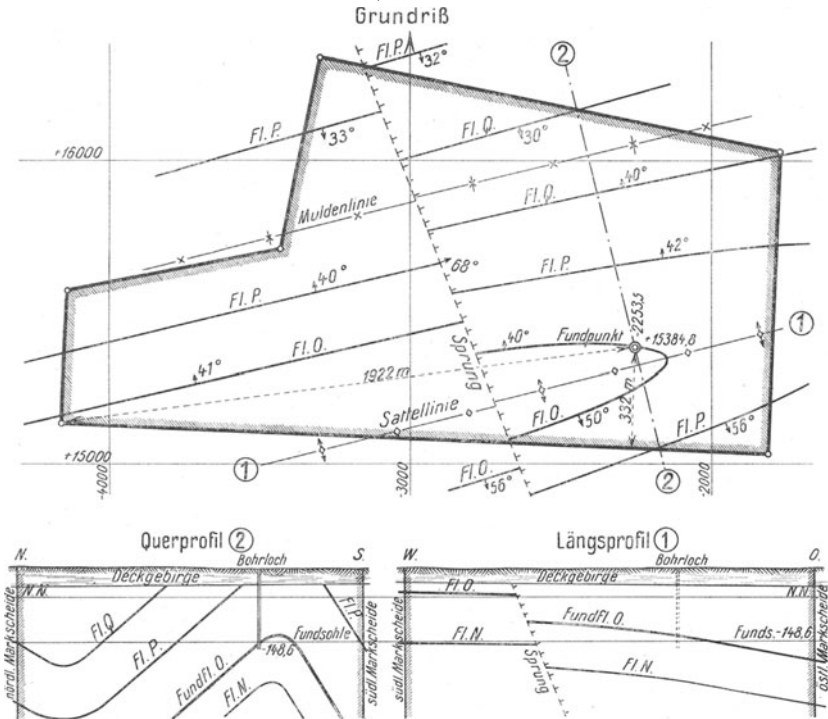 Grundriß
Fl.P.
32°
②
Fl.P.
33°
Fl.Q.
30°
+16000
Fl.Q.
40°
Muldenlinie
Fl.P.
40°
68°
Fl.P.
42°
-2253,5
①
Fl.O.
40°
Fundpunkt
+15384,8
41°
1922 m
Sprung
332 m
Sattellinie
Fl.O.
50°
Fl.P.
56°
①
+15000
Fl.O.
56°
②
-4000
-3000
-2000
Querprofil ②
Längsprofil ①
N.
Bohrloch
S.
W.
Bohrloch
O.
Deckgebirge
Deckgebirge
N.N.
Fl.O.
N.N.
nördl. Markscheide
Fl.Q
Fl.P.
Fl.P.
südl. Markscheide
südl. Markscheide
Fundfl.O.
Fundsohle
-148,6
Fl.N.
Fundfl.O.
Funds.-148,6
Fl.N.
Sprung
Fl.N.
östl. Markscheide